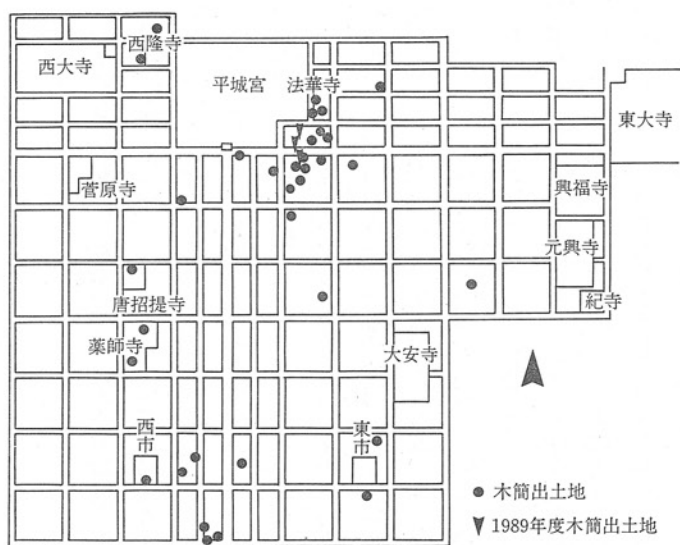 西隆寺
西大寺
平城宮
法華寺
東大寺
菅原寺
興福寺
元興寺
紀寺
唐招提寺
薬師寺
大安寺
西市
東市
木簡出土地
1989年度木簡出土地